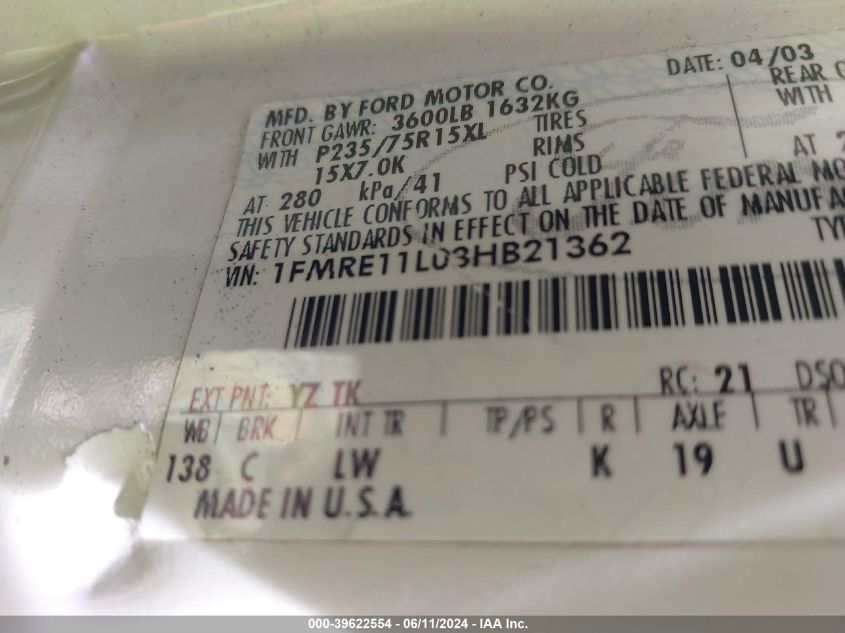 DATE: 04/03
MFD. BY FORD MOTOR CO.
FRONT GAWR: 3600LB 1632KG
REAR
WITH P235/75R15XL TIRES
WITH
15X7.0K RIMS
AT 280 kPa/41 PSI COLD
AT
THIS VEHICLE CONFORMS TO ALL APPLICABLE FEDERAL
SAFETY STANDARDS IN EFFECT ON THE DATE OF
VIN: 1FMRE11L03HB21362
EXT PNT: YZ TK RC: 21 DSO
WB BRK INT TR TP/PS R AXLE TR
138 C LW K 19 U
MADE IN U.S.A.
000-39622554 - 06/11/2024 - IAA Inc.